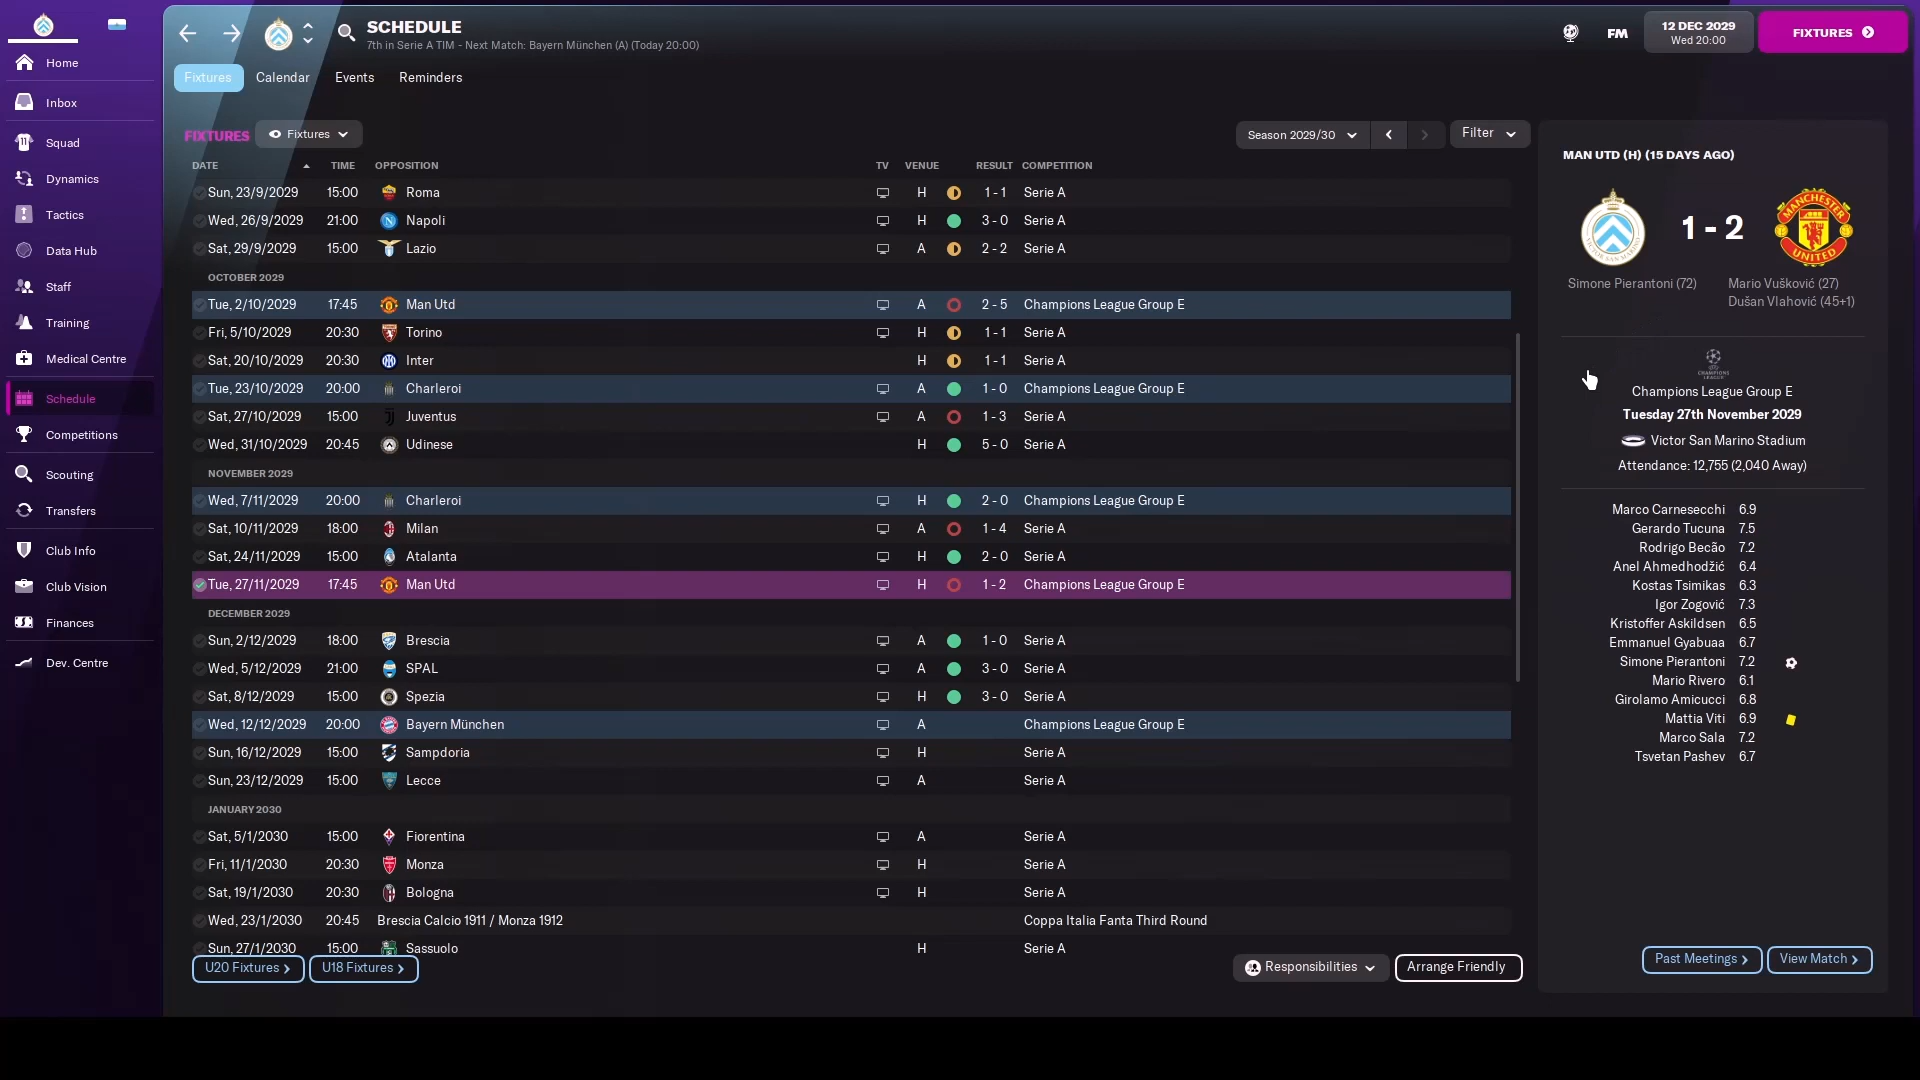 SCHEDULE
7th in Serie A TIM - Next Match: Bayern München (A) (Today 20:00)
FM
12 DEC 2029
Wed 20:00
FIXTURES
Home
Inbox
Squad
Dynamics
Tactics
Data Hub
Staff
Training
Medical Centre
Schedule
Competitions
Scouting
Transfers
Club Info
Club Vision
Finances
Dev. Centre
Fixtures Calendar Events Reminders
FIXTURES Fixtures Season 2029/30 Filter
DATE TIME OPPOSITION TV VENUE RESULT COMPETITION
Sun, 23/9/2029 15:00 Roma H 1 - 1 Serie A
Wed, 26/9/2029 21:00 Napoli H 3 - 0 Serie A
Sat, 29/9/2029 15:00 Lazio A 2 - 2 Serie A
OCTOBER 2029
Tue, 2/10/2029 17:45 Man Utd A 2 - 5 Champions League Group E
Fri, 5/10/2029 20:30 Torino H 1 - 1 Serie A
Sat, 20/10/2029 20:30 Inter H 1 - 1 Serie A
Tue, 23/10/2029 20:00 Charleroi A 1 - 0 Champions League Group E
Sat, 27/10/2029 15:00 Juventus A 1 - 3 Serie A
Wed, 31/10/2029 20:45 Udinese H 5 - 0 Serie A
NOVEMBER 2029
Wed, 7/11/2029 20:00 Charleroi H 2 - 0 Champions League Group E
Sat, 10/11/2029 18:00 Milan A 1 - 4 Serie A
Sat, 24/11/2029 15:00 Atalanta H 2 - 0 Serie A
Tue, 27/11/2029 17:45 Man Utd H 1 - 2 Champions League Group E
DECEMBER 2029
Sun, 2/12/2029 18:00 Brescia A 1 - 0 Serie A
Wed, 5/12/2029 21:00 SPAL A 3 - 0 Serie A
Sat, 8/12/2029 15:00 Spezia H 3 - 0 Serie A
Wed, 12/12/2029 20:00 Bayern München A Champions League Group E
Sun, 16/12/2029 15:00 Sampdoria H Serie A
Sun, 23/12/2029 15:00 Lecce A Serie A
JANUARY 2030
Sat, 5/1/2030 15:00 Fiorentina A Serie A
Fri, 11/1/2030 20:30 Monza H Serie A
Sat, 19/1/2030 20:30 Bologna H Serie A
Wed, 23/1/2030 20:45 Brescia Calcio 1911 / Monza 1912 Coppa Italia Fanta Third Round
Sun, 27/1/2030 15:00 Sassuolo H Serie A
U20 Fixtures U18 Fixtures Responsibilities Arrange Friendly
MAN UTD (H) (15 DAYS AGO)
MANCHESTER
UNITED
1 - 2
Simone Pierantoni (72) Mario Vušković (27)
Dušan Vlahović (45+1)
CHAMPIONS
LEAGUE
Champions League Group E
Tuesday 27th November 2029
Victor San Marino Stadium
Attendance: 12,755 (2,040 Away)
Marco Carnesecchi 6.9
Gerardo Tucuna 7.5
Rodrigo Becão 7.2
Anel Ahmedhodžić 6.4
Kostas Tsimikas 6.3
Igor Zogović 7.3
Kristoffer Askildsen 6.5
Emmanuel Gyabuaa 6.7
Simone Pierantoni 7.2
Mario Rivero 6.1
Girolamo Amicucci 6.8
Mattia Viti 6.9
Marco Sala 7.2
Tsvetan Pashev 6.7
Past Meetings View Match